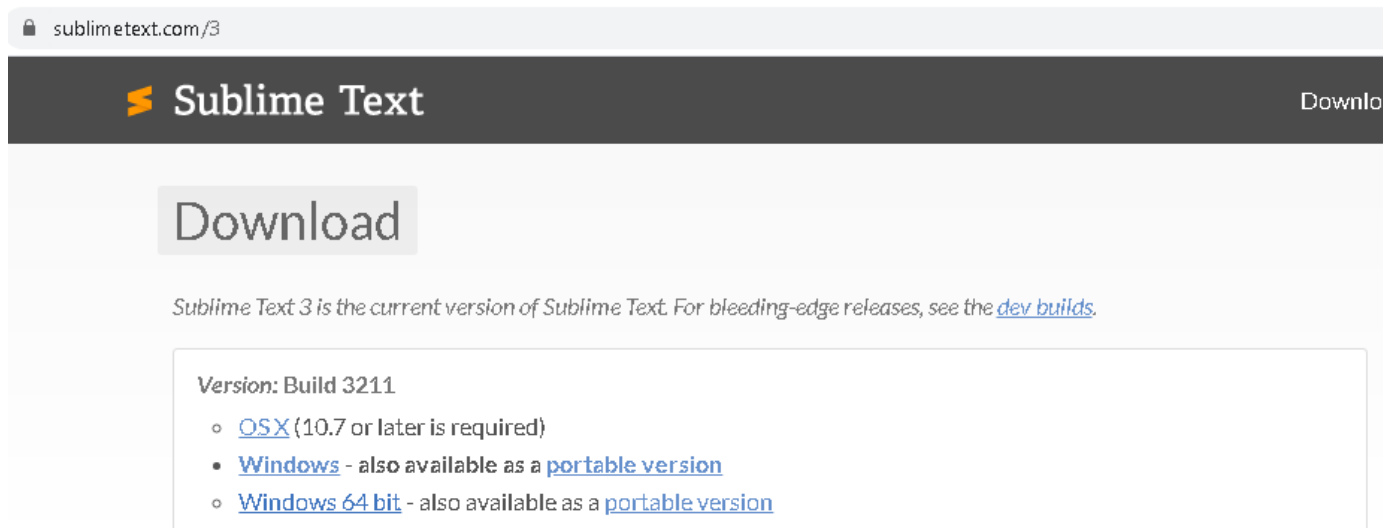 sublimetext.com/3
Sublime Text
Downlo
Download
Sublime Text 3 is the current version of Sublime Text. For bleeding-edge releases, see the dev builds.
Version: Build 3211
OS X (10.7 or later is required)
Windows - also available as a portable version
Windows 64 bit - also available as a portable version